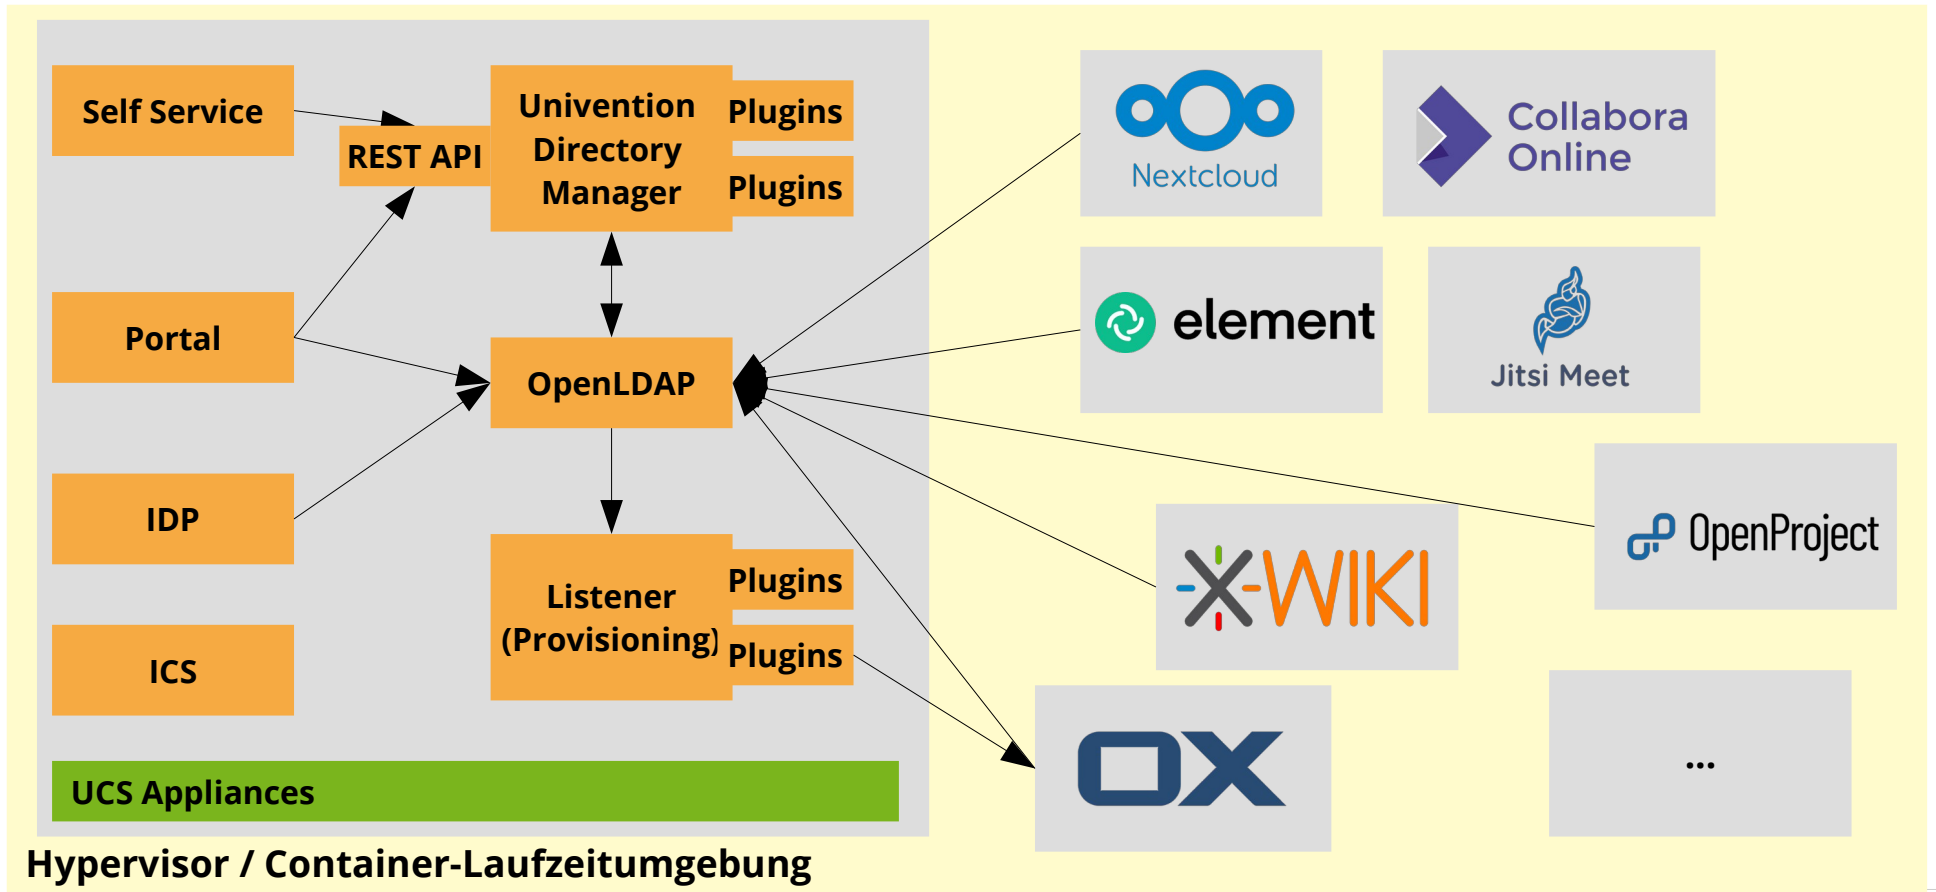 Self Service
REST API
Univention
Directory
Manager
Plugins
Plugins
Portal
OpenLDAP
IDP
Listener
(Provisioning)
Plugins
Plugins
ICS
UCS Appliances
Nextcloud
Collabora
Online
element
Jitsi Meet
OpenProject
XWIKI
OX
...
Hypervisor / Container-Laufzeitumgebung